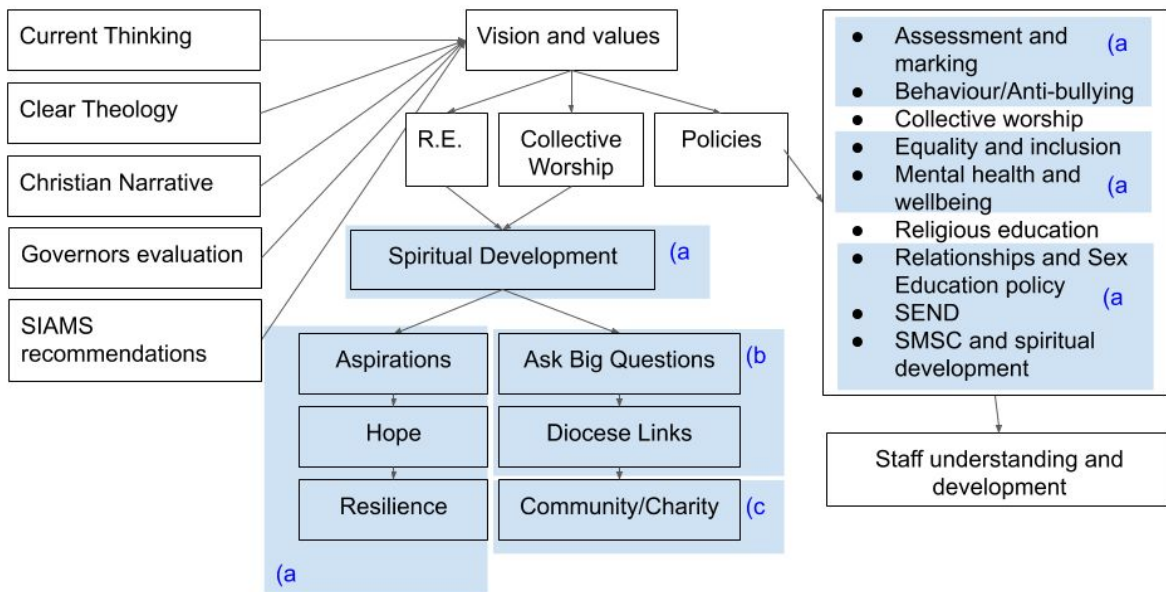 Current Thinking
Clear Theology
Christian Narrative
Governors evaluation
SIAMS
recommendations
Vision and values
R.E.
Collective
Worship
Policies
Spiritual Development
(a
Aspirations
Hope
Resilience
(a
Ask Big Questions
(b
Diocese Links
Community/Charity
(c
● Assessment and
marking
(a
● Behaviour/Anti-bullying
● Collective worship
● Equality and inclusion
● Mental health and
wellbeing
(a
● Religious education
● Relationships and Sex
Education policy
(a
● SEND
● SMSC and spiritual
development
Staff understanding and
development